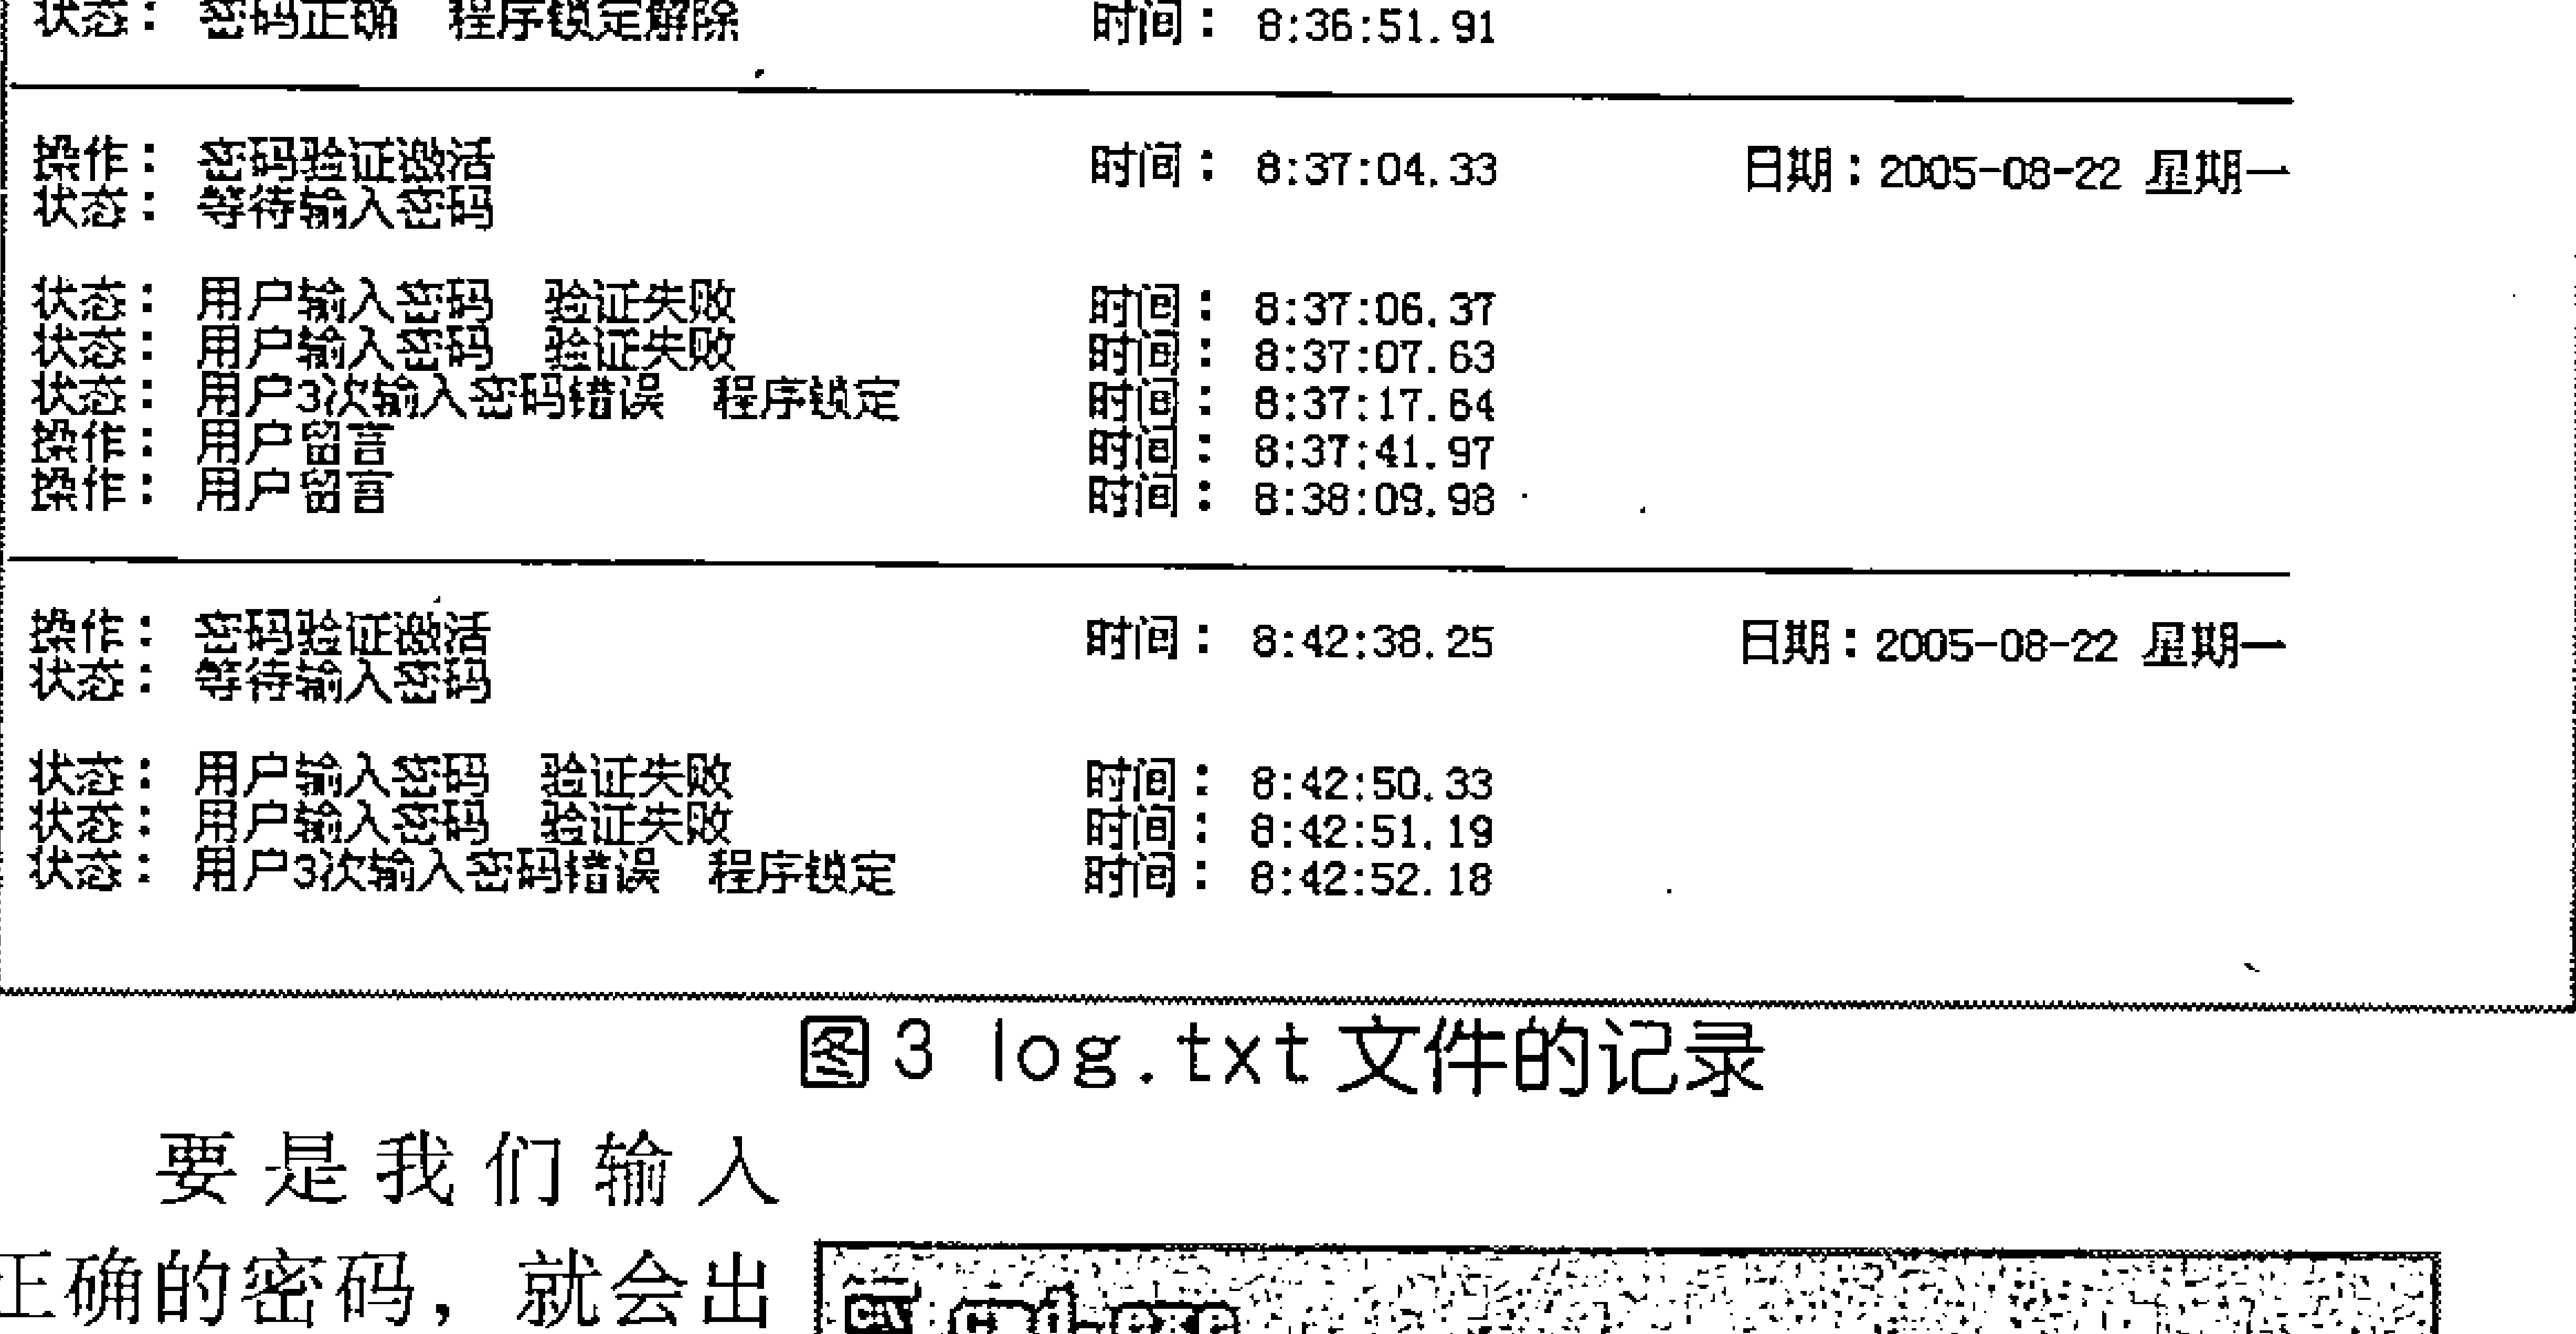 状态： 密码正确 程序锁定解除 时间： 8:36:51.91
操作： 密码验证激活 时间： 8:37:04.33 日期：2005-08-22 星期一
状态： 等待输入密码
状态： 用户输入密码 验证失败 时间： 8:37:06.37
状态： 用户输入密码 验证失败 时间： 8:37:07.63
状态： 用户3次输入密码错误 程序锁定 时间： 8:37:17.64
操作： 用户留言 时间： 8:37:41.97
操作： 用户留言 时间： 8:38:09.98
操作： 密码验证激活 时间： 8:42:38.25 日期：2005-08-22 星期一
状态： 等待输入密码
状态： 用户输入密码 验证失败 时间： 8:42:50.33
状态： 用户输入密码 验证失败 时间： 8:42:51.19
状态： 用户3次输入密码错误 程序锁定 时间： 8:42:52.18
图3 log.txt文件的记录
要是我们输入
正确的密码，就会出
cmd.exe